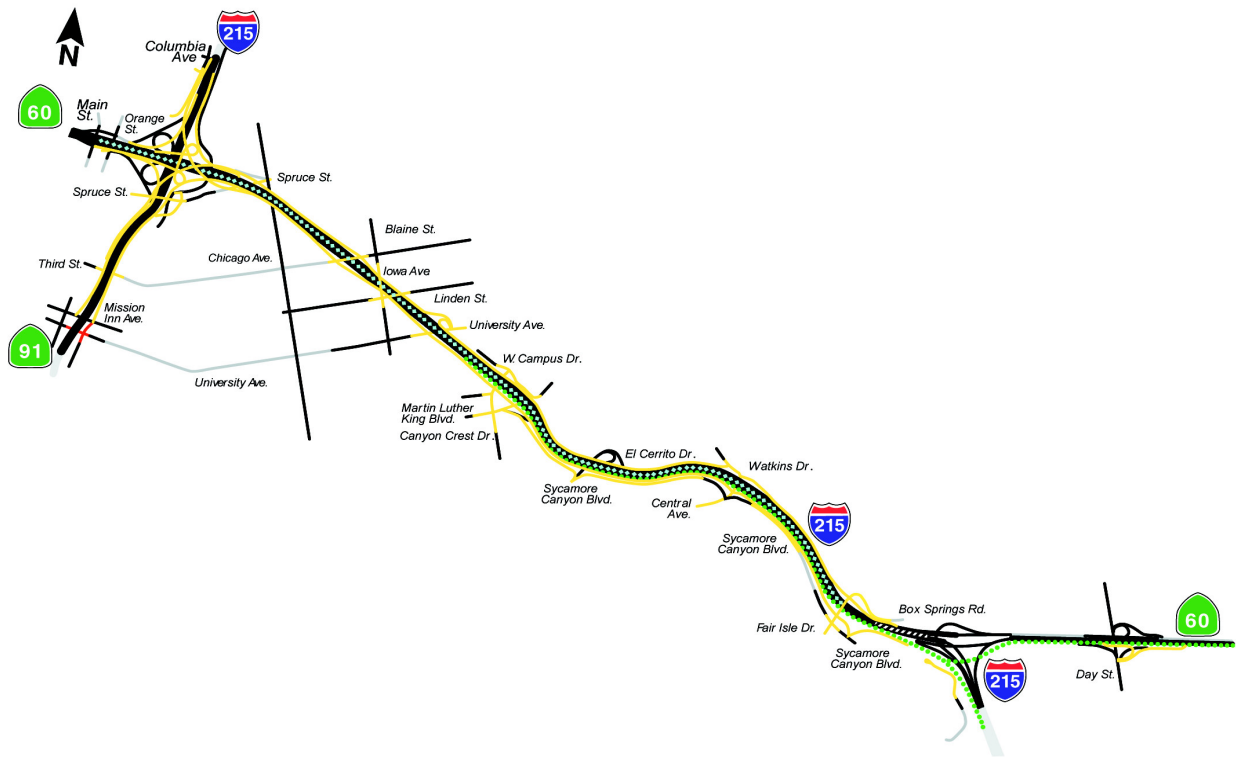 N
Columbia
Ave
215
60
Main
St.
Orange
St.
Spruce St.
Spruce St.
Blaine St.
Chicago Ave.
Third St.
Iowa Ave
Linden St.
Mission
Inn Ave.
University Ave.
91
W. Campus Dr.
University Ave.
Martin Luther
King Blvd.
Canyon Crest Dr.
El Cerrito Dr.
Watkins Dr.
Sycamore
Canyon Blvd.
Central
Ave.
215
Sycamore
Canyon Blvd.
Box Springs Rd.
60
Fair Isle Dr.
Sycamore
Canyon Blvd.
215
Day St.